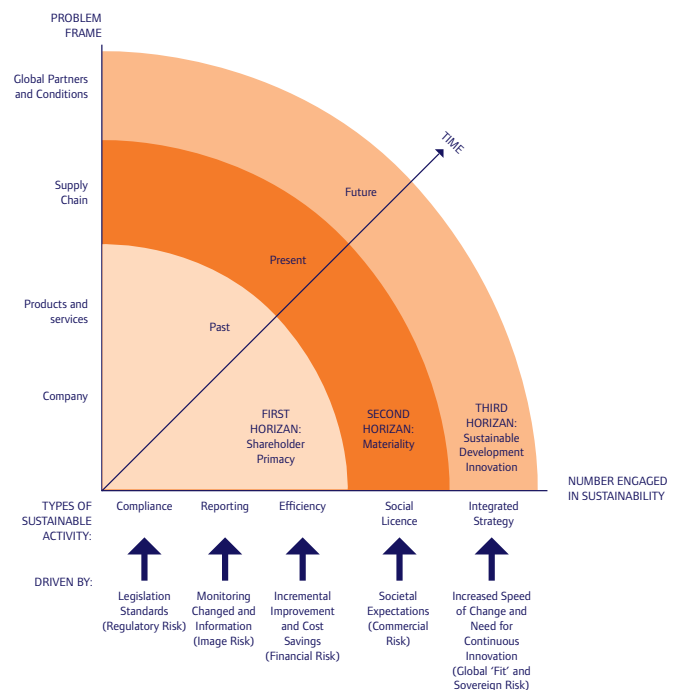 PROBLEM
FRAME
Global Partners
and Conditions
TIME
Supply
Chain
Future
Present
Products and
services
Past
Company
FIRST
HORIZAN:
Shareholder
Primacy
SECOND
HORIZAN:
Materiality
THIRD
HORIZAN:
Sustainable
Development
Innovation
NUMBER ENGAGED
IN SUSTAINABILITY
TYPES OF
SUSTAINABLE
ACTIVITY:
Compliance
Reporting
Efficiency
Social
Licence
Integrated
Strategy
DRIVEN BY:
Legislation
Standards
(Regulatory Risk)
Monitoring
Changed and
Information
(Image Risk)
Incremental
Improvement
and Cost
Savings
(Financial Risk)
Societal
Expectations
(Commercial
Risk)
Increased Speed
of Change and
Need for
Continuous
Innovation
(Global ‘Fit’ and
Sovereign Risk)